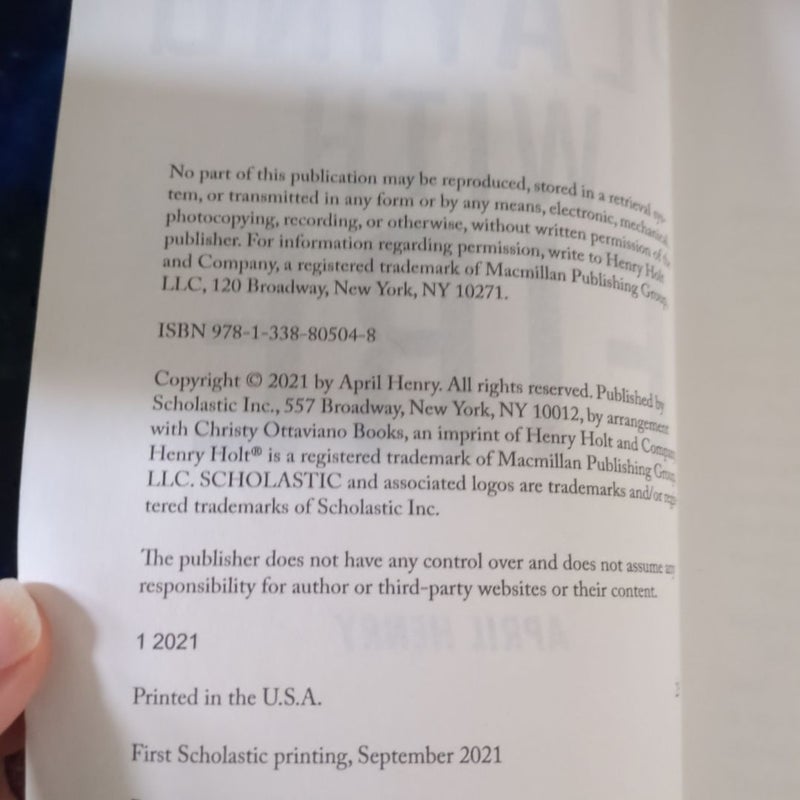 No part of this publication may be reproduced, stored in a retrieval sys-
tem, or transmitted in any form or by any means, electronic, mechanical,
photocopying, recording, or otherwise, without written permission of the
publisher. For information regarding permission, write to Henry Holt
and Company, a registered trademark of Macmillan Publishing Group,
LLC, 120 Broadway, New York, NY 10271.
ISBN 978-1-338-80504-8
Copyright © 2021 by April Henry. All rights reserved. Published by
Scholastic Inc., 557 Broadway, New York, NY 10012, by arrangement
with Christy Ottaviano Books, an imprint of Henry Holt and Company.
Henry Holt® is a registered trademark of Macmillan Publishing Group,
LLC. SCHOLASTIC and associated logos are trademarks and/or regis-
tered trademarks of Scholastic Inc.
The publisher does not have any control over and does not assume any
responsibility for author or third-party websites or their content.
1 2021
Printed in the U.S.A.
First Scholastic printing, September 2021